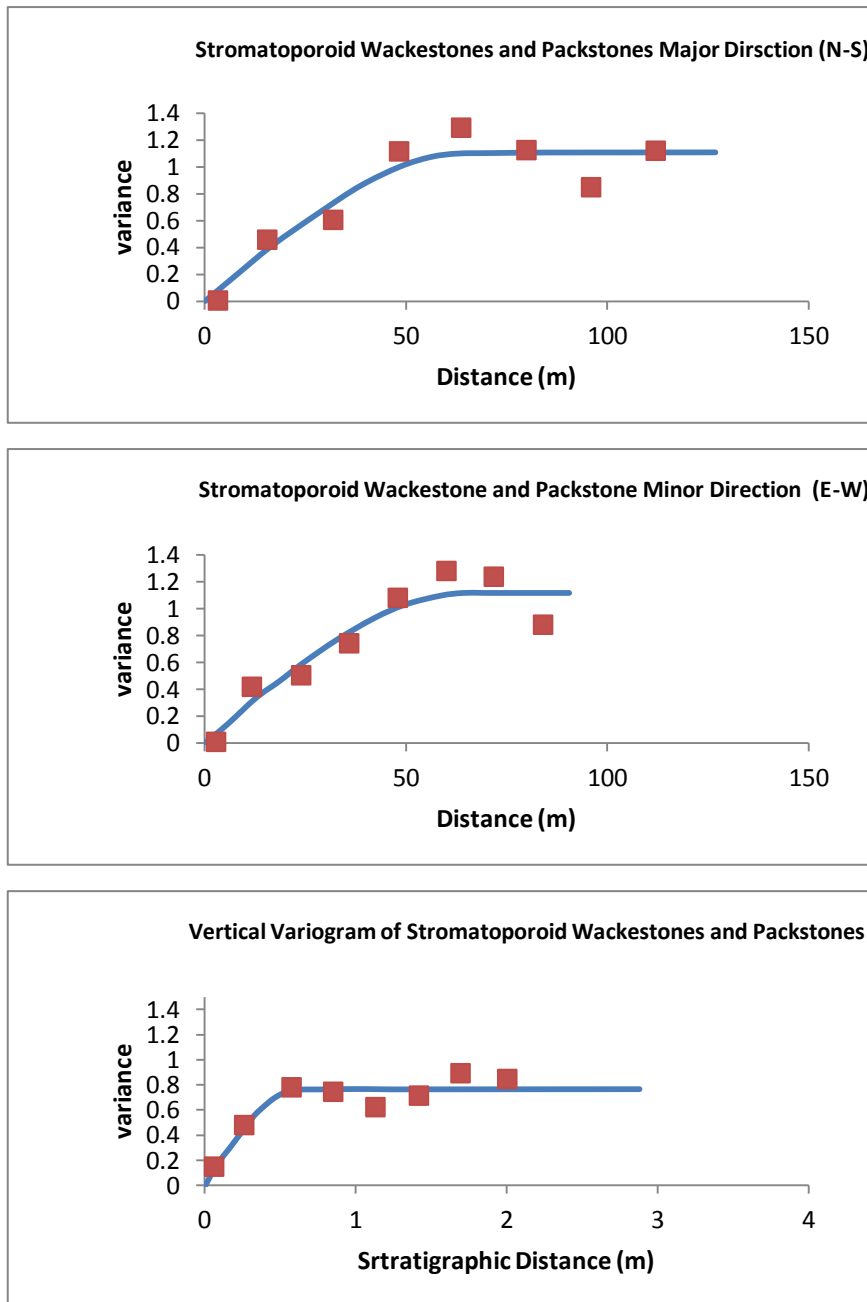 Stromatoporoid Wackestones and Packstones Major Dirsction (N-S)
1.4
1.2
1
0.8
0.6
0.4
0.2
0
variance
0 50 100 150
Distance (m)
Stromatoporoid Wackestone and Packstone Minor Direction (E-W)
1.4
1.2
1
0.8
0.6
0.4
0.2
0
variance
0 50 100 150
Distance (m)
Vertical Variogram of Stromatoporoid Wackestones and Packstones
1.4
1.2
1
0.8
0.6
0.4
0.2
0
variance
0 1 2 3 4
Srtratigraphic Distance (m)